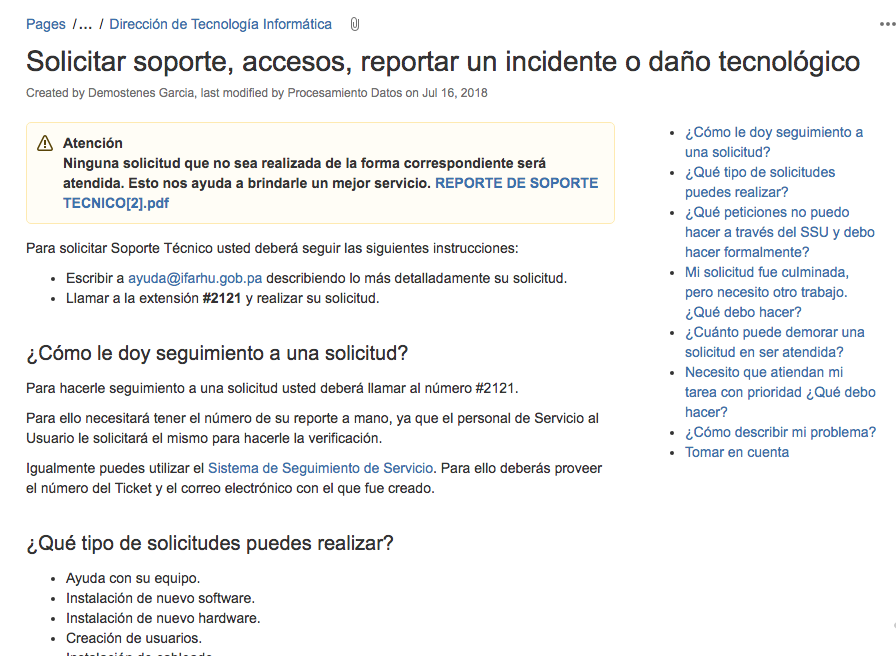 Pages /... / Dirección de Tecnología Informática
Solicitar soporte, accesos, reportar un incidente o daño tecnológico
Created by Demostenes Garcia, last modified by Procesamiento Datos on Jul 16, 2018
Atención
Ninguna solicitud que no sea realizada de la forma correspondiente será
atendida. Esto nos ayuda a brindarle un mejor servicio. REPORTE DE SOPORTE
TECNICO[2].pdf
Para solicitar Soporte Técnico usted deberá seguir las siguientes instrucciones:
• Escribir a ayuda@ifarhu.gob.pa describiendo lo más detalladamente su solicitud.
• Llamar a la extensión #2121 y realizar su solicitud.
¿Cómo le doy seguimiento a una solicitud?
Para hacerle seguimiento a una solicitud usted deberá llamar al número #2121.
Para ello necesitará tener el número de su reporte a mano, ya que el personal de Servicio al
Usuario le solicitará el mismo para hacerle la verificación.
Igualmente puedes utilizar el Sistema de Seguimiento de Servicio. Para ello deberás proveer
el número del Ticket y el correo electrónico con el que fue creado.
¿Qué tipo de solicitudes puedes realizar?
• Ayuda con su equipo.
• Instalación de nuevo software.
• Instalación de nuevo hardware.
• Creación de usuarios.
• Instalación de cableado.
• ¿Cómo le doy seguimiento a
una solicitud?
• ¿Qué tipo de solicitudes
puedes realizar?
• ¿Qué peticiones no puedo
hacer a través del SSU y debo
hacer formalmente?
• Mi solicitud fue culminada,
pero necesito otro trabajo.
¿Qué debo hacer?
• ¿Cuánto puede demorar una
solicitud en ser atendida?
• Necesito que atiendan mi
tarea con prioridad ¿Qué debo
hacer?
• ¿Cómo describir mi problema?
• Tomar en cuenta